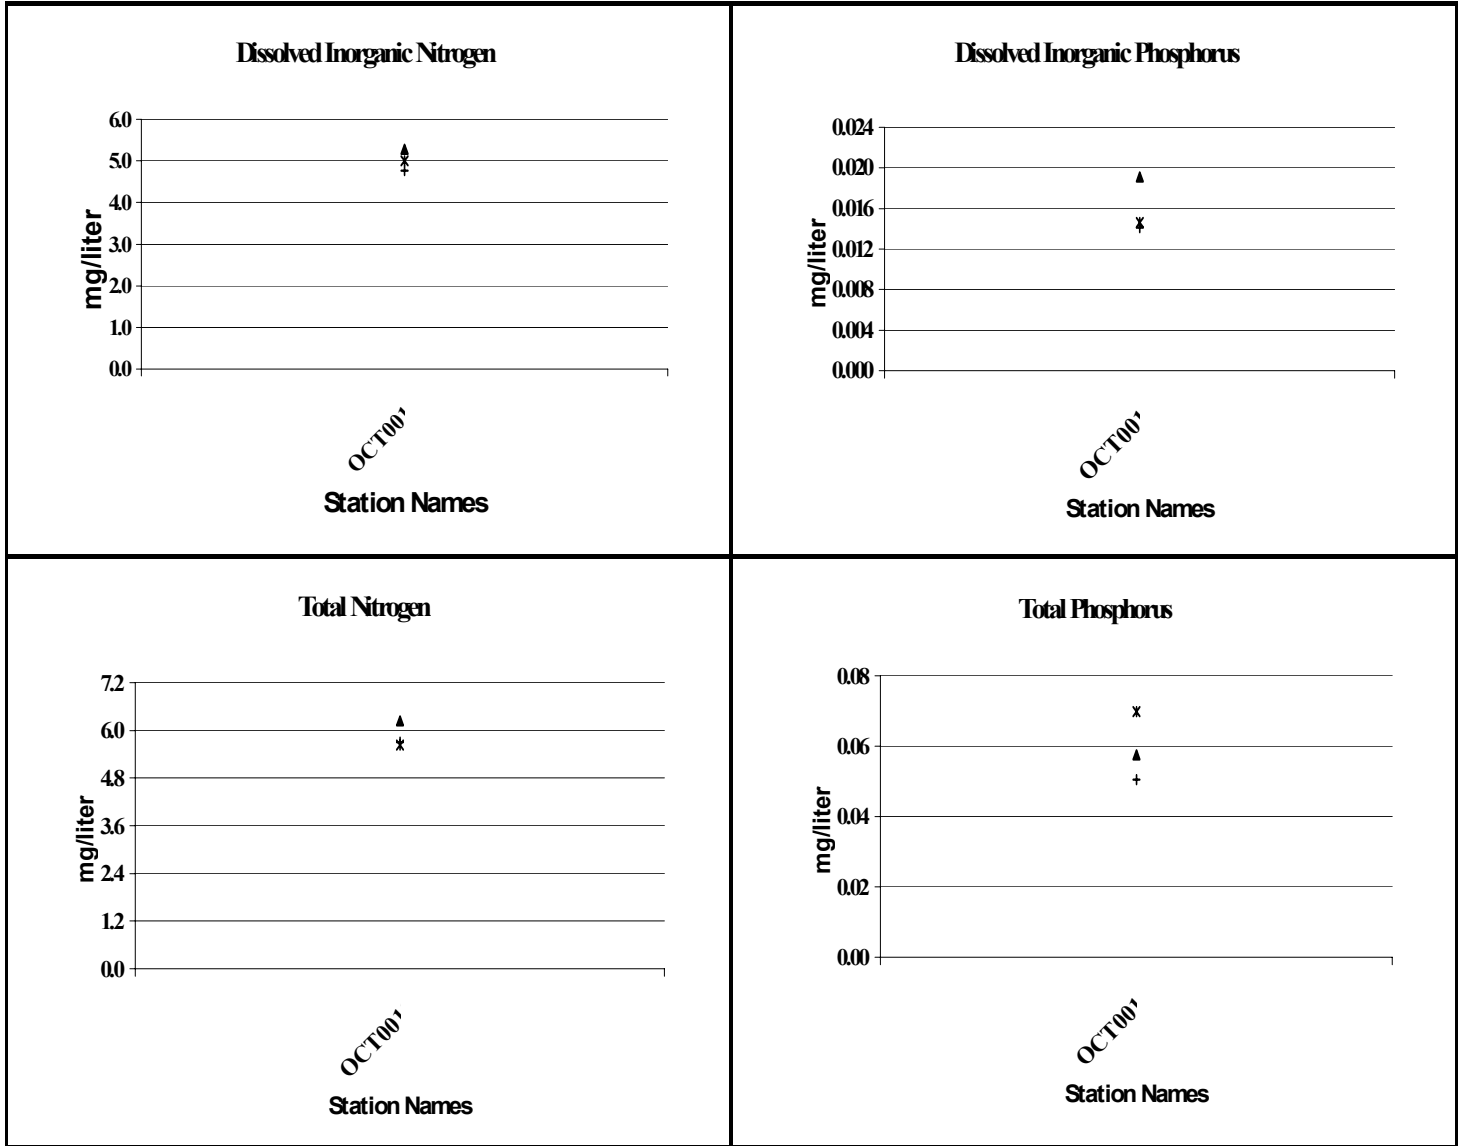 Dissolved Inorganic Nitrogen
6.0
5.0
4.0
3.0
2.0
1.0
0.0
mg/liter
Station Names
Dissolved Inorganic Phosphorus
0.024
0.020
0.016
0.012
0.008
0.004
0.000
mg/liter
Station Names
Total Nitrogen
7.2
6.0
4.8
3.6
2.4
1.2
0.0
mg/liter
Station Names
Total Phosphorus
0.08
0.06
0.04
0.02
0.00
mg/liter
Station Names